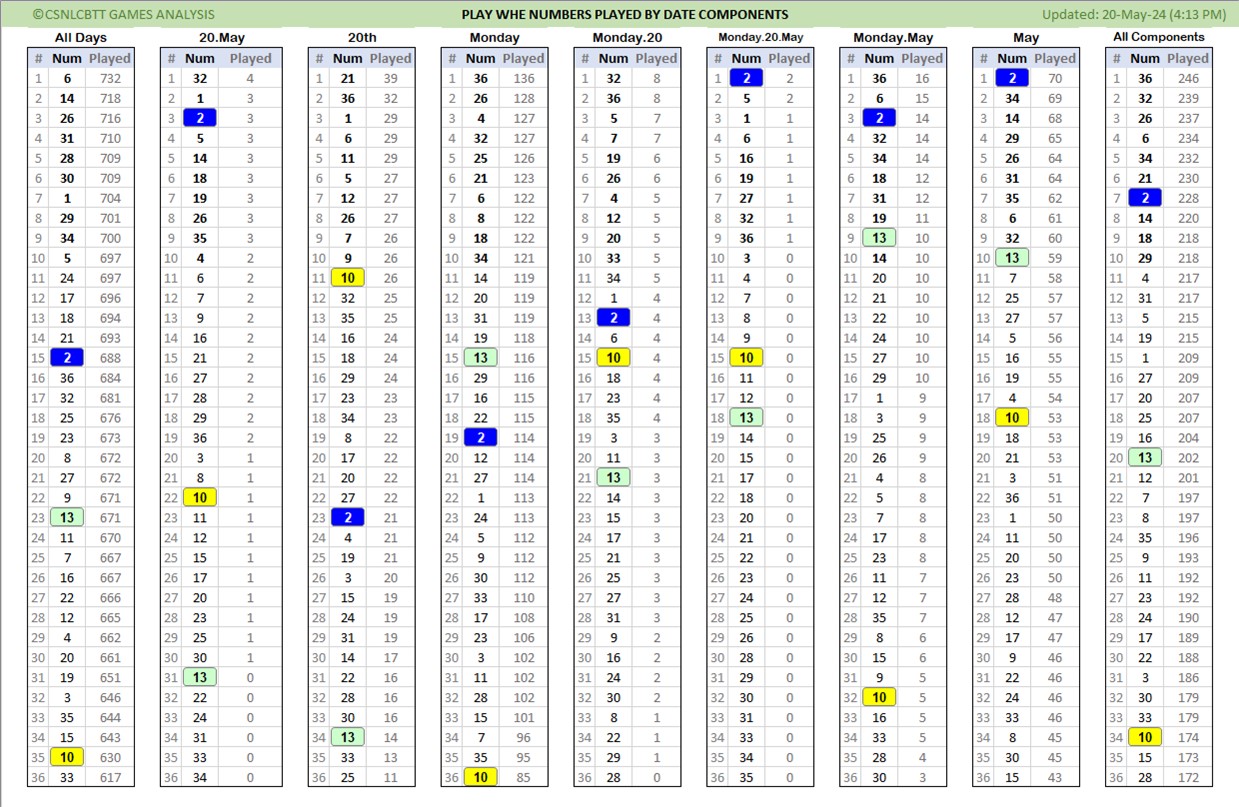 ©CSNLCBTT GAMES ANALYSIS PLAY WHE NUMBERS PLAYED BY DATE COMPONENTS Updated: 20-May-24 (4:13 PM)
All Days 20.May 20th Monday Monday.20 Monday.20.May Monday.May May All Components
# Num Played # Num Played # Num Played # Num Played # Num Played # Num Played # Num Played # Num Played # Num Played
1 6 732 1 32 4 1 21 39 1 36 136 1 32 8 1 2 2 1 36 16 1 2 70 1 36 246
2 14 718 2 1 3 2 36 32 2 26 128 2 36 8 2 5 2 2 6 15 2 34 69 2 32 239
3 26 716 3 2 3 3 1 29 3 4 127 3 5 7 3 1 1 3 2 14 3 14 68 3 26 237
4 31 710 4 5 3 4 6 29 4 32 127 4 7 7 4 6 1 4 32 14 4 29 65 4 6 234
5 28 709 5 14 3 5 11 29 5 25 126 5 19 6 5 16 1 5 34 14 5 26 64 5 34 232
6 30 709 6 18 3 6 5 27 6 21 123 6 26 6 6 19 1 6 18 12 6 31 64 6 21 230
7 1 704 7 19 3 7 12 27 7 6 122 7 4 5 7 27 1 7 31 12 7 35 62 7 2 228
8 29 701 8 26 3 8 26 27 8 8 122 8 12 5 8 32 1 8 19 11 8 6 61 8 14 220
9 34 700 9 35 3 9 7 26 9 18 122 9 20 5 9 36 1 9 13 10 9 32 60 9 18 218
10 5 697 10 4 2 10 9 26 10 34 121 10 33 5 10 3 0 10 14 10 10 13 59 10 29 218
11 24 697 11 6 2 11 10 26 11 14 119 11 34 5 11 4 0 11 20 10 11 7 58 11 4 217
12 17 696 12 7 2 12 32 25 12 20 119 12 1 4 12 7 0 12 21 10 12 25 57 12 31 217
13 18 694 13 9 2 13 35 25 13 31 119 13 2 4 13 8 0 13 22 10 13 27 57 13 5 215
14 21 693 14 16 2 14 16 24 14 19 118 14 6 4 14 9 0 14 24 10 14 5 56 14 19 215
15 2 688 15 21 2 15 18 24 15 13 116 15 10 4 15 10 0 15 27 10 15 16 55 15 1 209
16 36 684 16 27 2 16 29 24 16 29 116 16 18 4 16 11 0 16 29 10 16 19 55 16 27 209
17 32 681 17 28 2 17 23 23 17 16 115 17 23 4 17 12 0 17 1 9 17 4 54 17 20 207
18 25 676 18 29 2 18 34 23 18 22 115 18 35 4 18 13 0 18 3 9 18 10 53 18 25 207
19 23 673 19 36 2 19 8 22 19 2 114 19 3 3 19 14 0 19 25 9 19 18 53 19 16 204
20 8 672 20 3 1 20 17 22 20 12 114 20 11 3 20 15 0 20 26 9 20 21 53 20 13 202
21 27 672 21 8 1 21 20 22 21 27 114 21 13 3 21 17 0 21 4 8 21 3 51 21 12 201
22 9 671 22 10 1 22 27 22 22 1 113 22 14 3 22 18 0 22 5 8 22 36 51 22 7 197
23 13 671 23 11 1 23 2 21 23 24 113 23 15 3 23 20 0 23 7 8 23 1 50 23 8 197
24 11 670 24 12 1 24 4 21 24 5 112 24 17 3 24 21 0 24 17 8 24 11 50 24 35 196
25 7 667 25 15 1 25 19 21 25 9 112 25 21 3 25 22 0 25 23 8 25 20 50 25 9 193
26 16 667 26 17 1 26 3 20 26 30 112 26 25 3 26 23 0 26 11 7 26 23 50 26 11 192
27 22 666 27 20 1 27 15 19 27 33 110 27 27 3 27 24 0 27 12 7 27 28 48 27 23 192
28 12 665 28 23 1 28 24 19 28 17 108 28 31 3 28 25 0 28 35 7 28 12 47 28 24 190
29 4 662 29 25 1 29 31 19 29 23 106 29 9 2 29 26 0 29 8 6 29 17 47 29 17 189
30 20 661 30 30 1 30 14 17 30 3 102 30 16 2 30 28 0 30 15 6 30 9 46 30 22 188
31 19 651 31 13 0 31 22 16 31 11 102 31 24 2 31 29 0 31 9 5 31 22 46 31 3 186
32 3 646 32 22 0 32 28 16 32 28 102 32 30 2 32 30 0 32 10 5 32 24 46 32 30 179
33 35 644 33 24 0 33 30 16 33 15 101 33 8 1 33 31 0 33 16 5 33 33 46 33 33 179
34 15 643 34 31 0 34 13 14 34 7 96 34 22 1 34 33 0 34 33 5 34 8 45 34 10 174
35 10 630 35 33 0 35 33 13 35 35 95 35 29 1 35 34 0 35 28 4 35 30 45 35 15 173
36 33 617 36 34 0 36 25 11 36 10 85 36 28 0 36 35 0 36 30 4 36 15 43 36 28 172